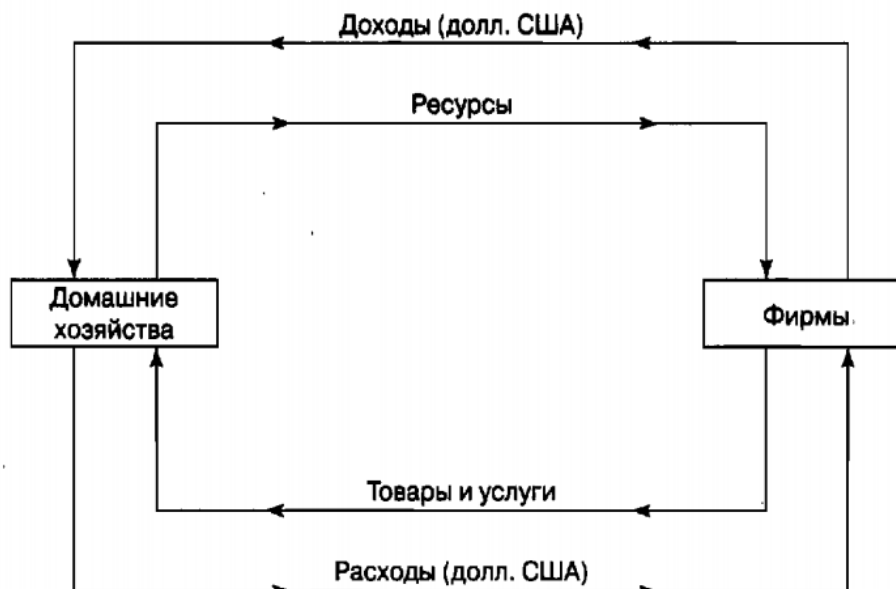 Доходы (долл. США)
Ресурсы
Домашние
хозяйства
Фирмы
Товары и услуги
Расходы (долл. США)